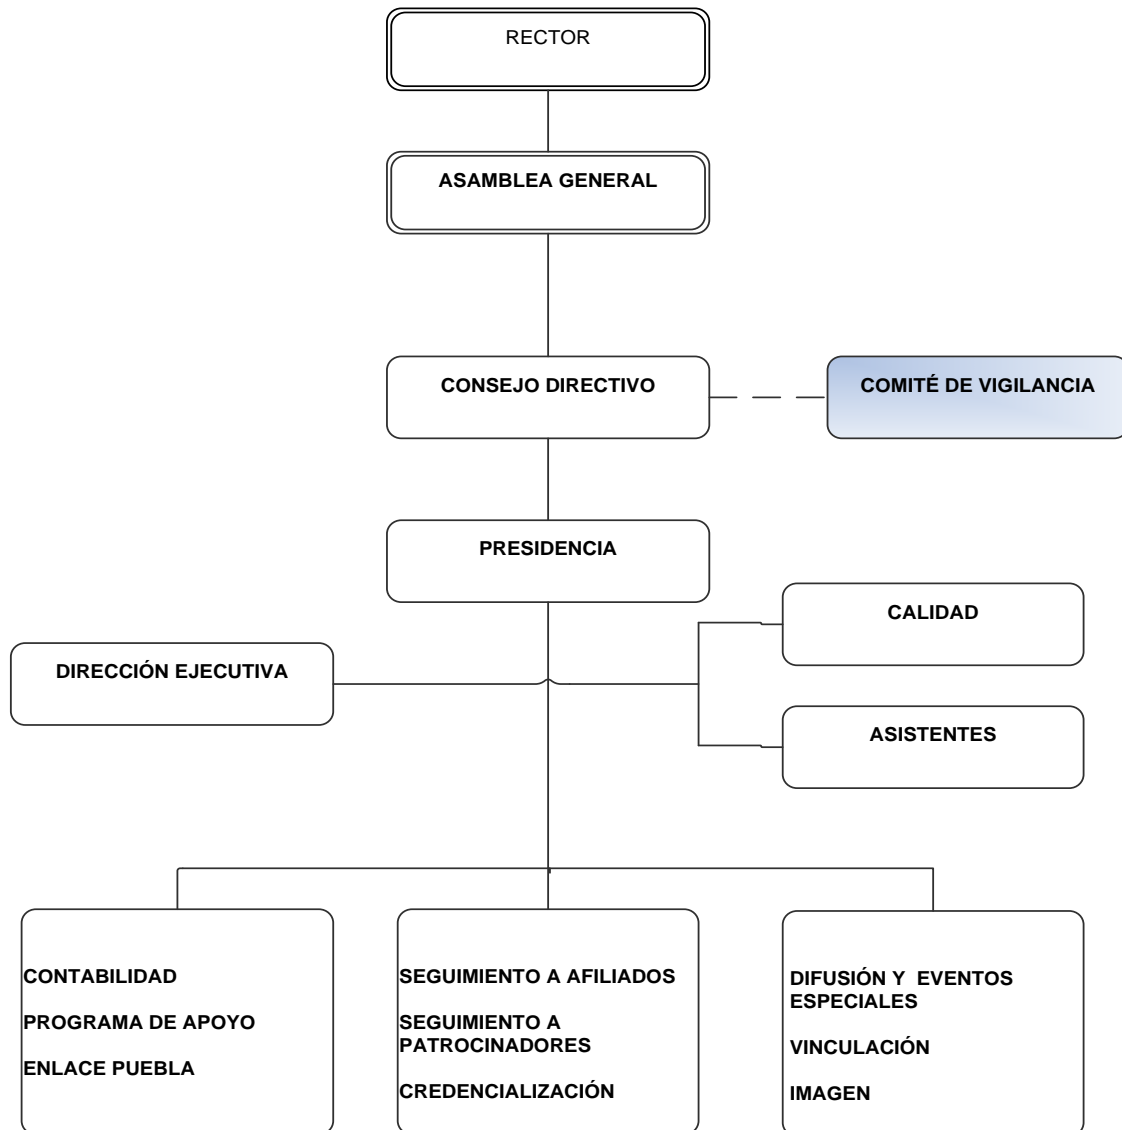 RECTOR
ASAMBLEA GENERAL
CONSEJO DIRECTIVO
COMITÉ DE VIGILANCIA
PRESIDENCIA
CALIDAD
DIRECCIÓN EJECUTIVA
ASISTENTES
CONTABILIDAD
PROGRAMA DE APOYO
ENLACE PUEBLA
SEGUIMIENTO A AFILIADOS
SEGUIMIENTO A
PATROCINADORES
CREDENCIALIZACIÓN
DIFUSIÓN Y EVENTOS
ESPECIALES
VINCULACIÓN
IMAGEN